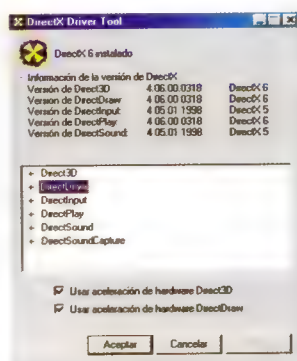 DirectX Driver Tool
DirectX 6 instalado
Información de la versión de DirectX
Versión de Direct3D 4.06.00.0318 DirectX 6
Versión de DirectDraw 4.06.00.0318 DirectX 6
Versión de DirectInput: 4.05.01.1998 DirectX 5
Versión de DirectPlay: 4.06.00.0318 DirectX 6
Versión de DirectSound: 4.05.01.1998 DirectX 5
+ Direct3D
+ DirectDraw
+ DirectInput
+ DirectPlay
+ DirectSound
+ DirectSoundCapture
Usar aceleración de hardware Direct3D
Usar aceleración de hardware DirectDraw
Aceptar Cancelar